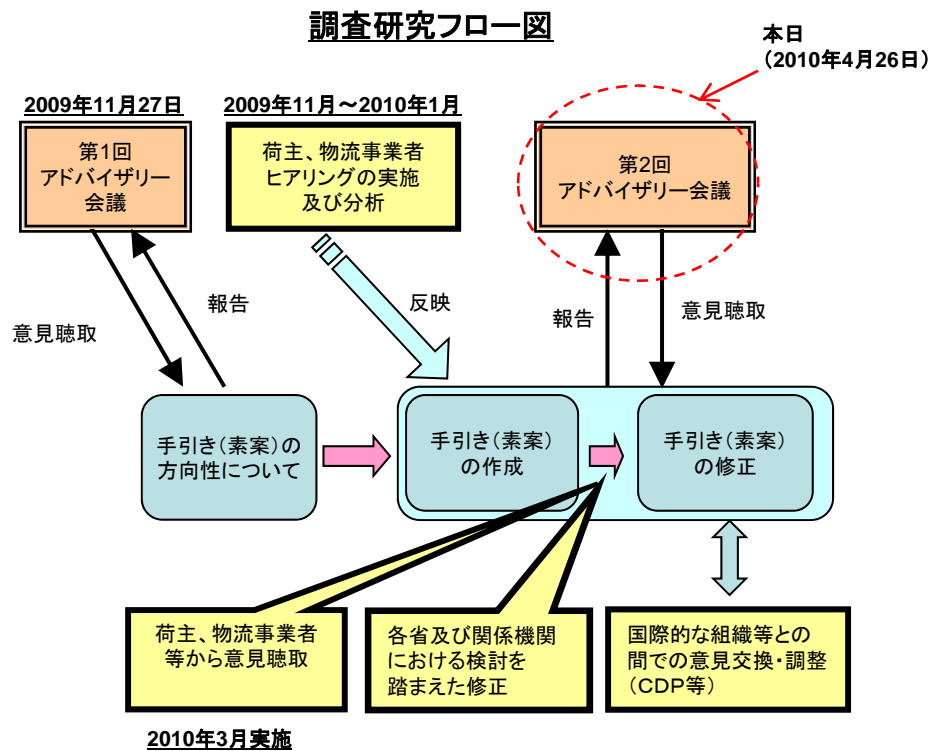 調査研究フロー図
本日
(2010年4月26日)
2009年11月27日
2009年11月~2010年1月
第1回
アドバイザリー
会議
荷主、物流事業者
ヒアリングの実施
及び分析
第2回
アドバイザリー会議
意見聴取
報告
反映
報告
意見聴取
手引き(素案)の
方向性について
手引き(素案)
の作成
手引き(素案)
の修正
荷主、物流事業者
等から意見聴取
各省及び関係機関
における検討を
踏まえた修正
国際的な組織等との
間での意見交換・調整
(CDP等)
2010年3月実施